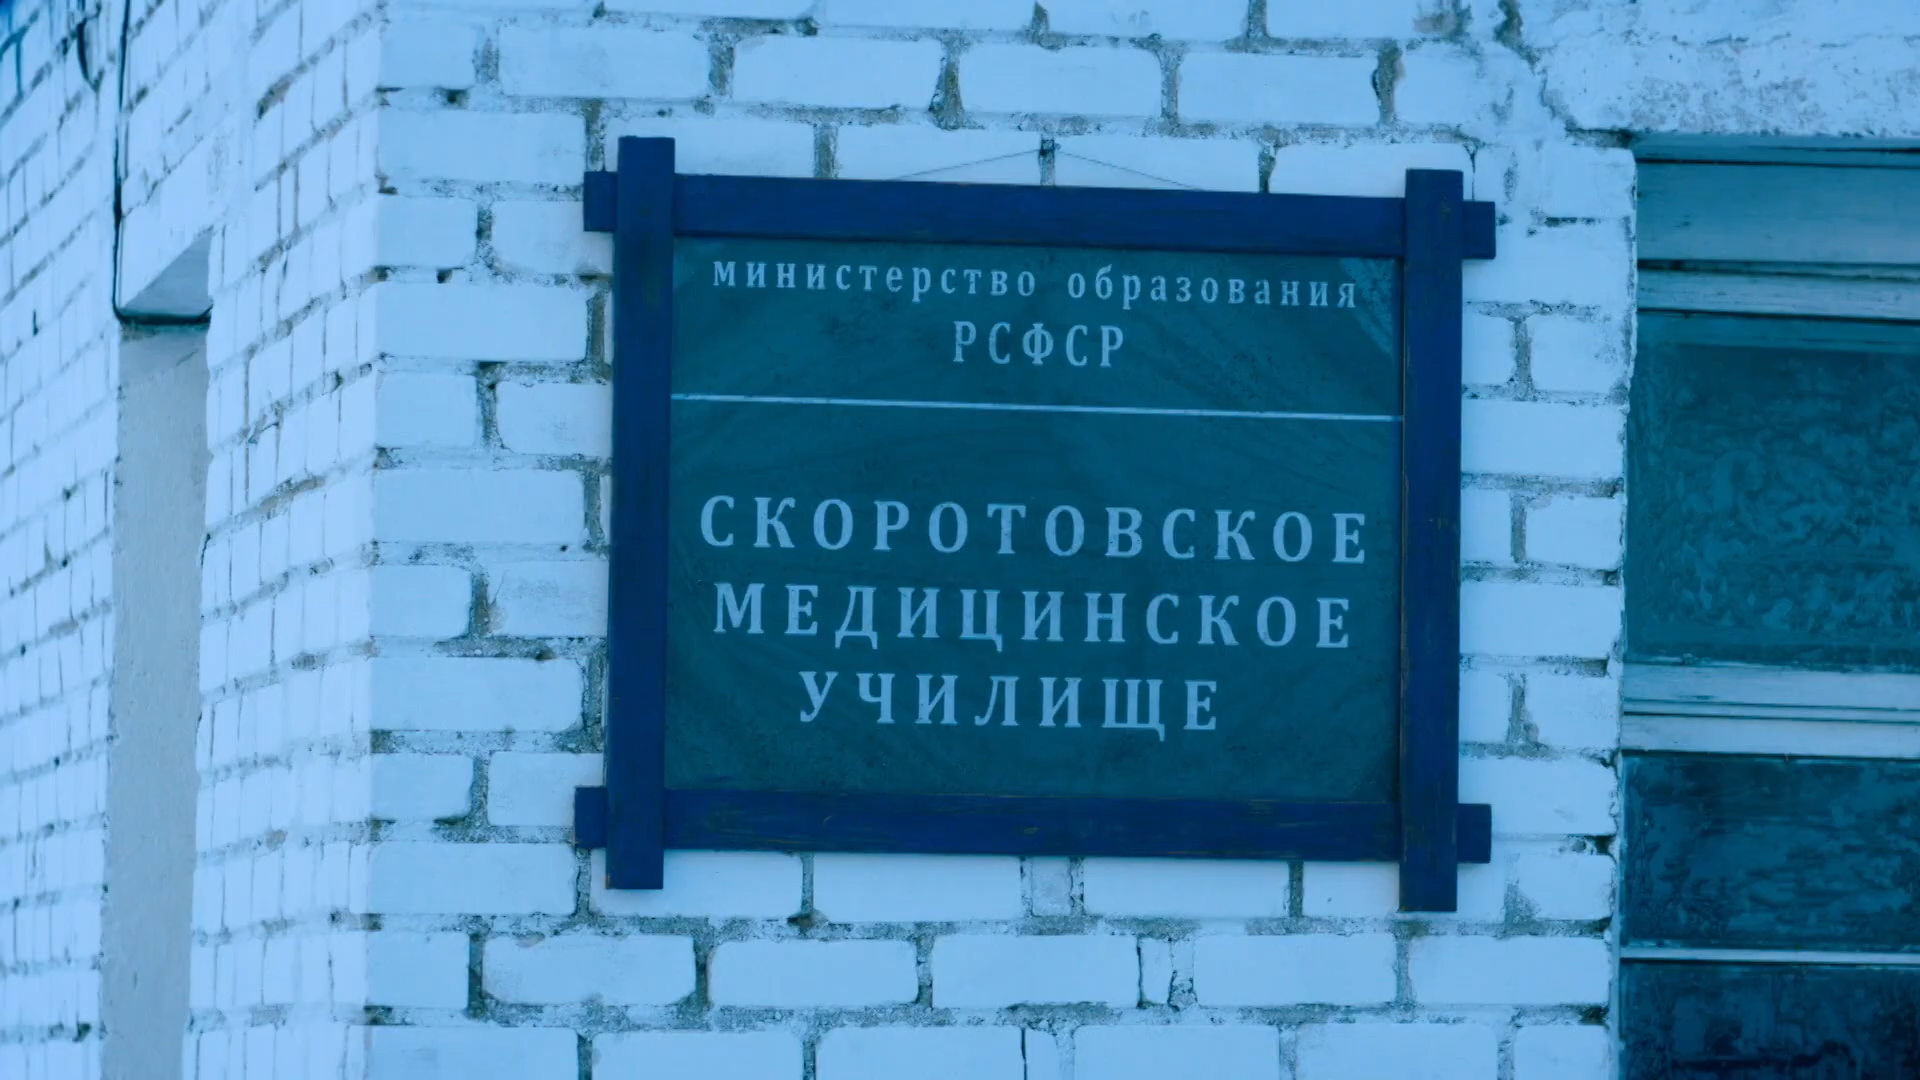 министерство образования
РСФСР
СКОРОТОВСКОЕ
МЕДИЦИНСКОЕ
УЧИЛИЩЕ